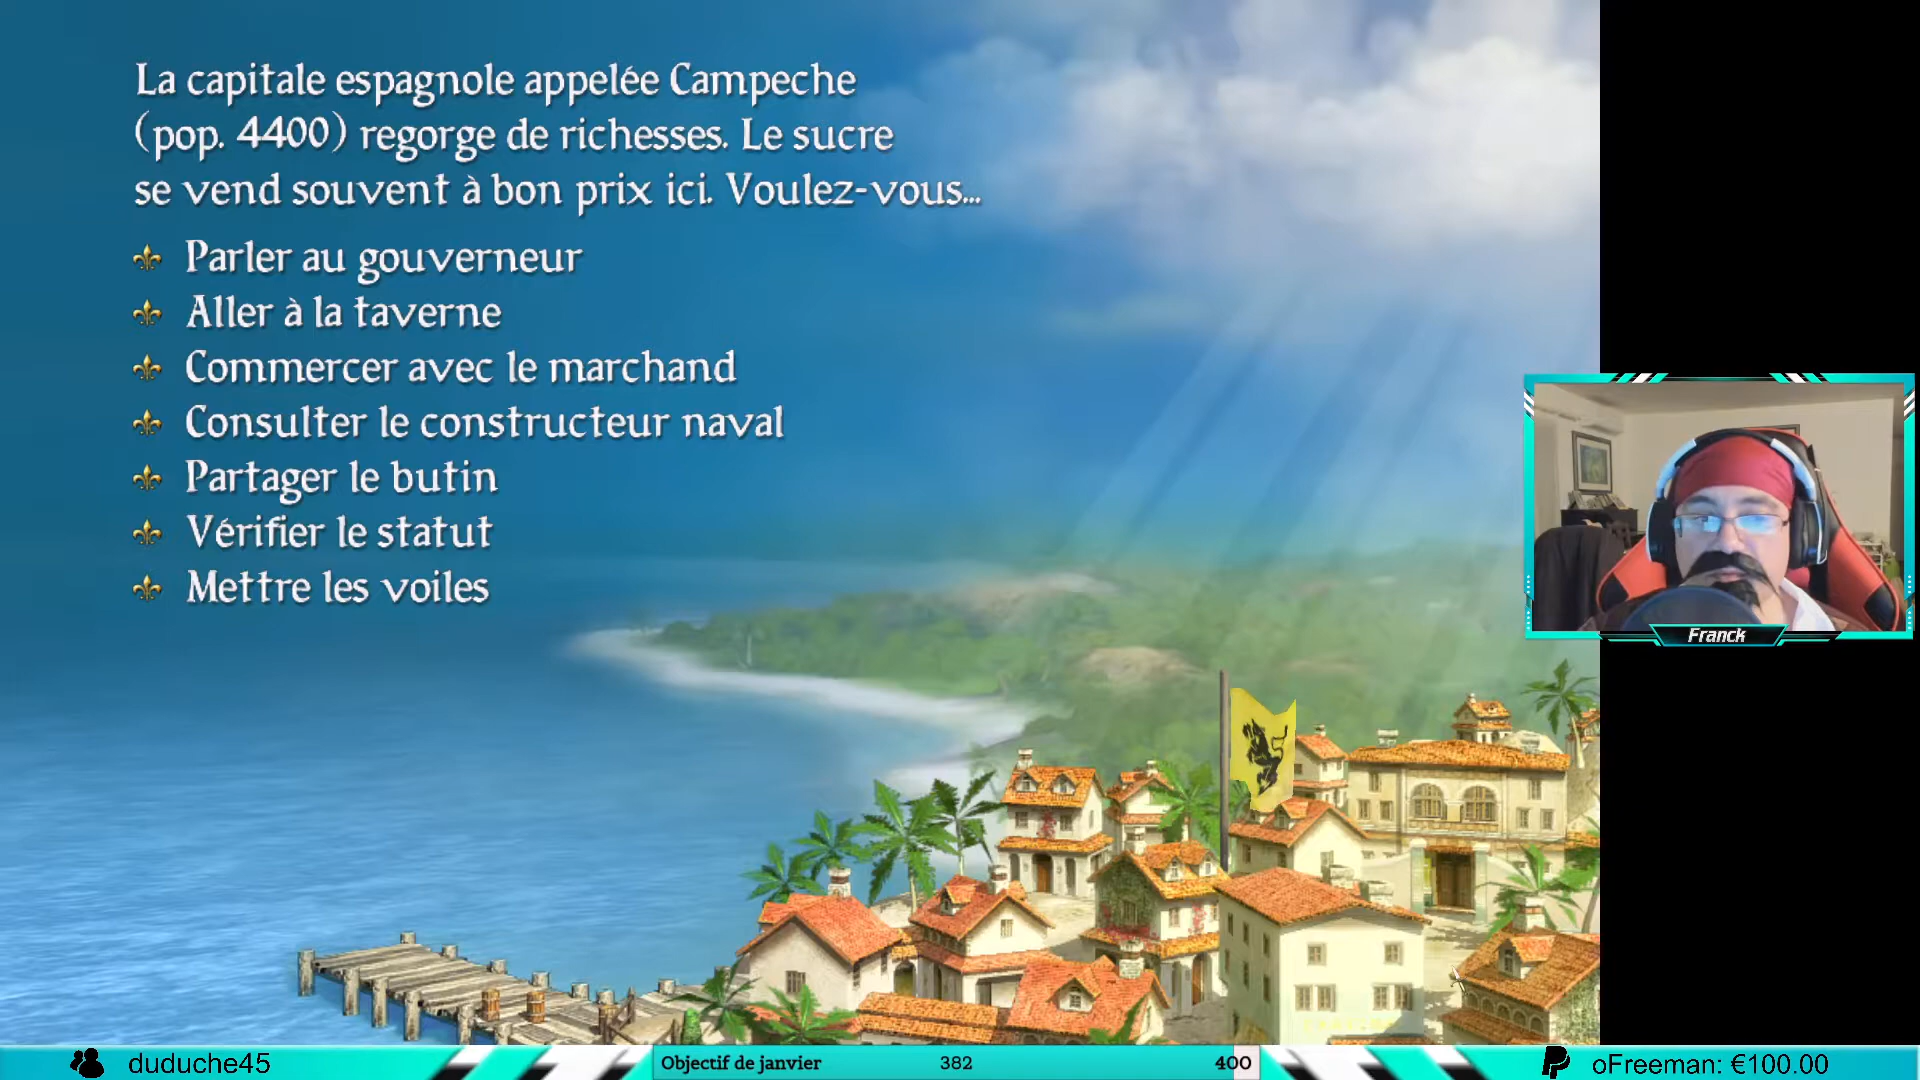 La capitale espagnole appelée Campeche
(pop. 4400) regorge de richesses. Le sucre
se vend souvent à bon prix ici. Voulez-vous...
Parler au gouverneur
Aller à la taverne
Commercer avec le marchand
Consulter le constructeur naval
Partager le butin
Vérifier le statut
Mettre les voiles
Franck
duduche45
Objectif de janvier 382 400
oFreeman: €100.00